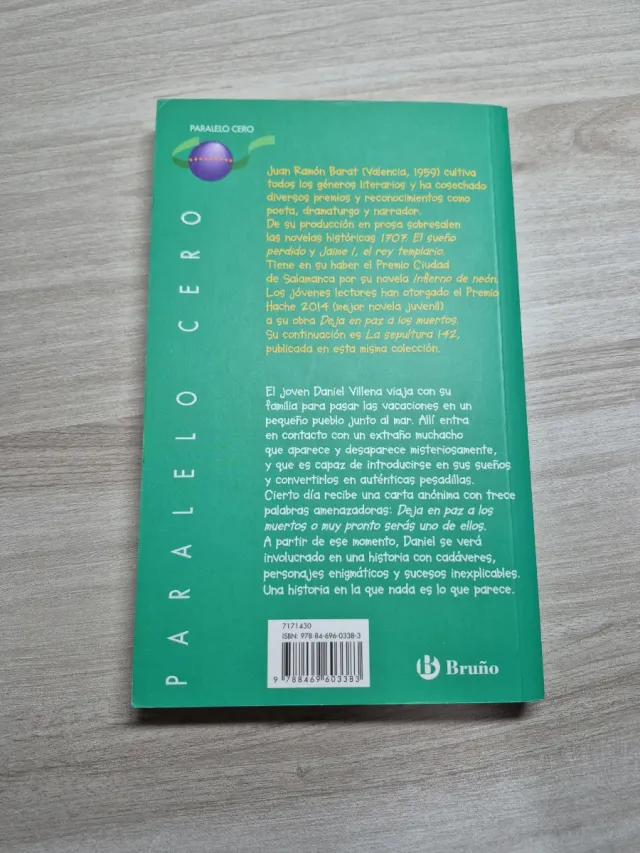 PARALELO CERO
PARALELO CERO
Juan Ramón Barat (Valencia, 1959) cultiva
todos los géneros literarios y ha cosechado
diversos premios y reconocimientos como
poeta, dramaturgo y narrador.
De su producción en prosa sobresalen
las novelas históricas 1707. El sueño
perdido y Jaime I, el rey templario.
Tiene en su haber el Premio Ciudad
de Salamanca por su novela Infierno de neón.
Los jóvenes lectores han otorgado el Premio
Hache 2014 (mejor novela juvenil)
a su obra Deja en paz a los muertos.
Su continuación es La sepultura 142,
publicada en esta misma colección.
El joven Daniel Villena viaja con su
familia para pasar las vacaciones en un
pequeño pueblo junto al mar. Allí entra
en contacto con un extraño muchacho
que aparece y desaparece misteriosamente,
y que es capaz de introducirse en sus sueños
y convertirlos en auténticas pesadillas.
Cierto día recibe una carta anónima con trece
palabras amenazadoras: Deja en paz a los
muertos o muy pronto serás uno de ellos.
A partir de ese momento, Daniel se verá
involucrado en una historia con cadáveres,
personajes enigmáticos y sucesos inexplicables.
Una historia en la que nada es lo que parece.
7171430
ISBN: 978-84-696-0338-3
9 788469 603383
B Bruño